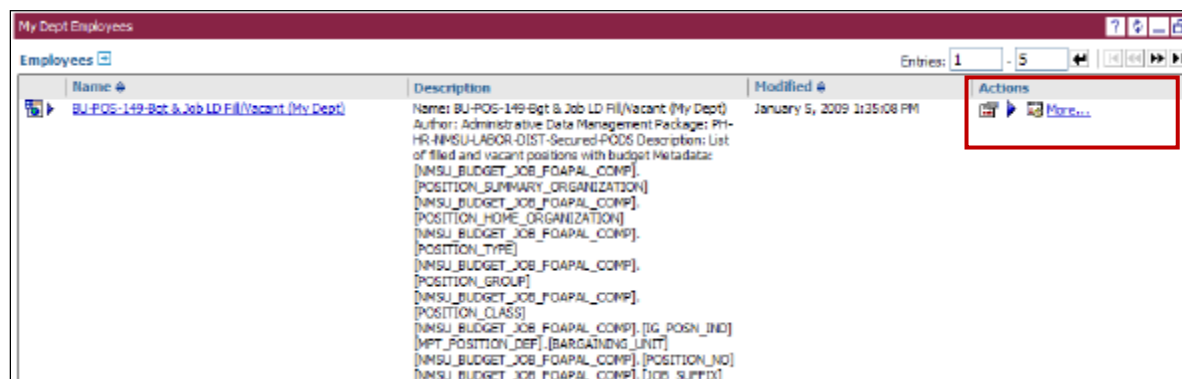 My Dept Employees
?
Employees
Entries: 1 - 5
Name Description Modified Actions
BU-POS-149-Bgt & Job LD Fill/Vacant (My Dept)
Name: BU-POS-149-Bgt & Job LD Fill/Vacant (My Dept)
Author: Administrative Data Management Package: PH-
HR-NMSU-LABOR-DIST-Secured-PODS Description: List
of filled and vacant positions with budget Metadata:
[NMSU_BUDGET_JOB_FOAPAL_COMP].
[POSITION_SUMMARY_ORGANIZATION]
[NMSU_BUDGET_JOB_FOAPAL_COMP].
[POSITION_HOME_ORGANIZATION]
[NMSU_BUDGET_JOB_FOAPAL_COMP].
[POSITION_TYPE]
[NMSU_BUDGET_JOB_FOAPAL_COMP].
[POSITION_GROUP]
[NMSU_BUDGET_JOB_FOAPAL_COMP].
[POSITION_CLASS]
[NMSU_BUDGET_JOB_FOAPAL_COMP].[IG_POSN_IND]
[MPT_POSITION_DEF].[BARGAINING_UNIT]
[NMSU_BUDGET_JOB_FOAPAL_COMP].[POSITION_NO]
[NMSU_BUDGET_JOB_FOAPAL_COMP].[JOB_SUFFIX]
January 5, 2009 1:35:08 PM
More...